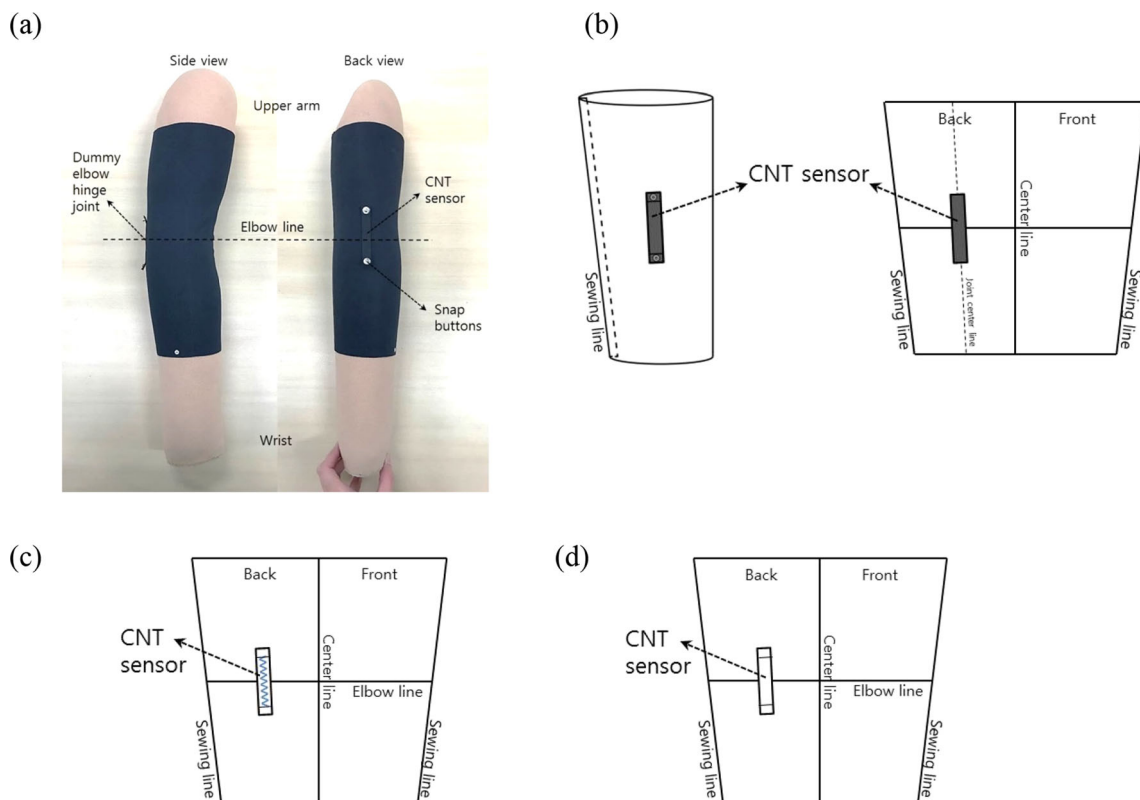 (a)
Side view
Back view
Upper arm
Dummy
elbow
hinge
joint
CNT
sensor
Elbow line
Snap
buttons
Wrist
(b)
CNT sensor
Sewing line
Back
Front
Center line
Joint center line
Sewing line
Sewing line
(c)
Back
Front
CNT
sensor
Center line
Elbow line
Sewing line
Sewing line
(d)
Back
Front
CNT
sensor
Center line
Elbow line
Sewing line
Sewing line